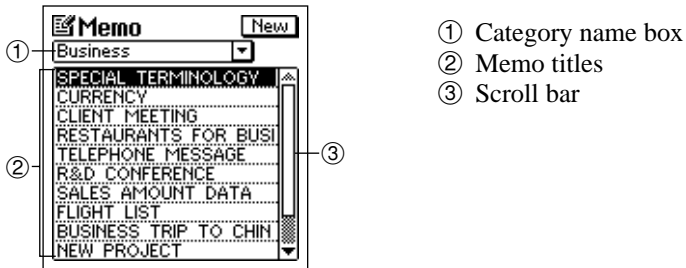 Memo New
① Business
SPECIAL TERMINOLOGY
CURRENCY
CLIENT MEETING
RESTAURANTS FOR BUSI
② TELEPHONE MESSAGE ③
R&D CONFERENCE
SALES AMOUNT DATA
FLIGHT LIST
BUSINESS TRIP TO CHIN
NEW PROJECT
① Category name box
② Memo titles
③ Scroll bar